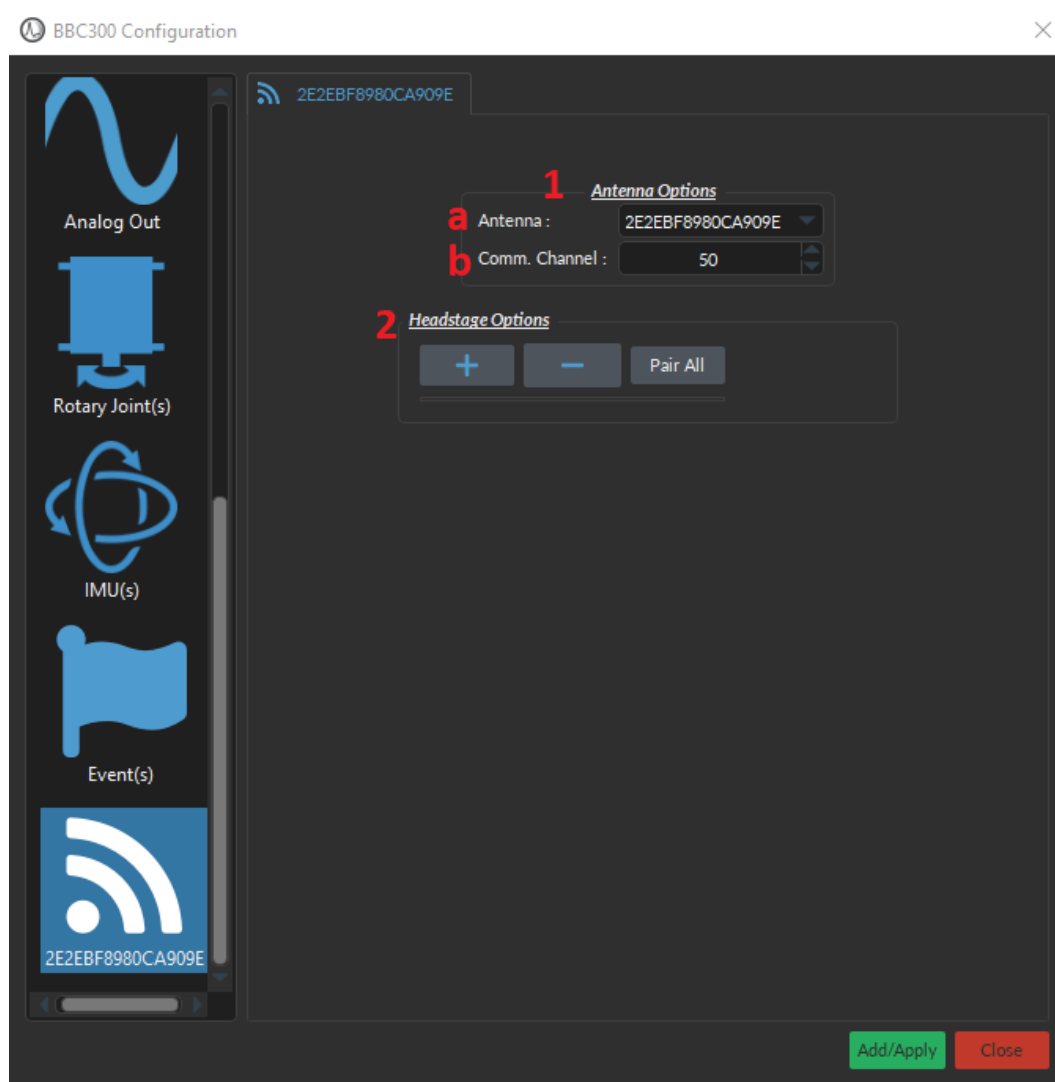 BBC300 Configuration
Analog Out
Rotary Joint(s)
IMU(s)
Event(s)
2E2EBF8980CA909E
2E2EBF8980CA909E
1 Antenna Options
a Antenna : 2E2EBF8980CA909E
b Comm. Channel : 50
2 Headstage Options
+ − Pair All
Add/Apply Close